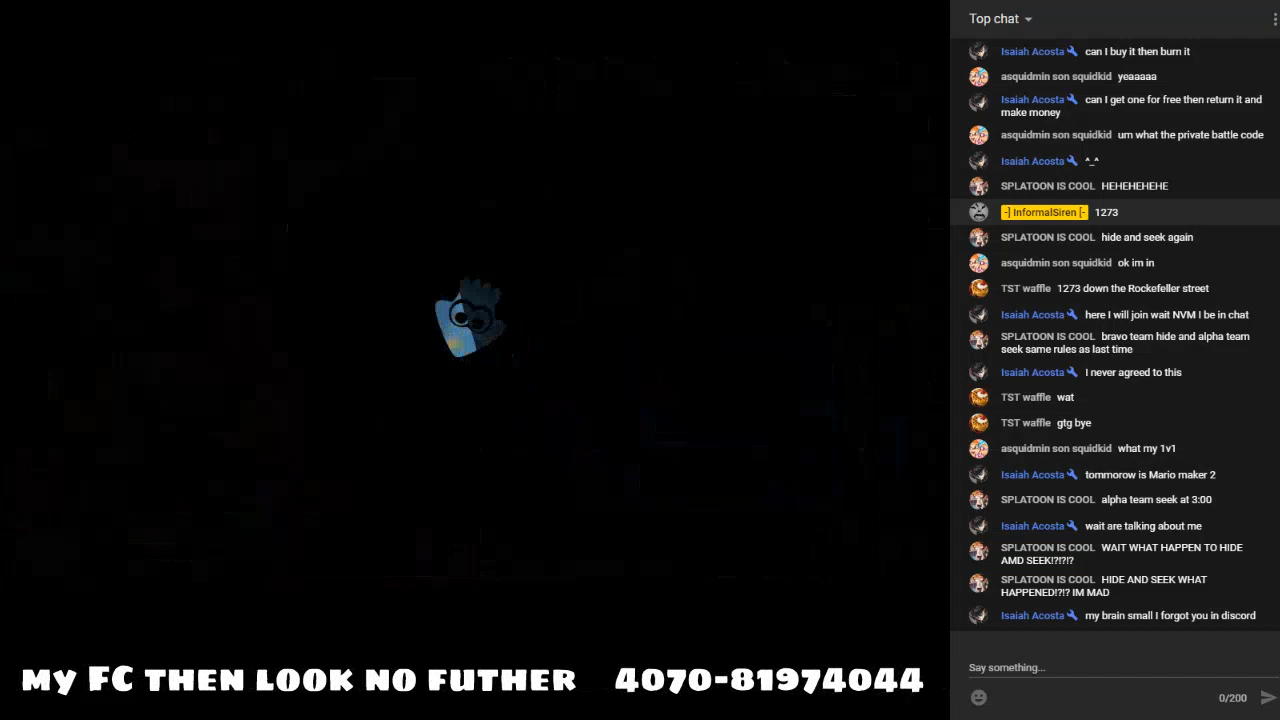 Top chat
Isaiah Acosta can I buy it then burn it
asquidmin son squidkid yeaaaaa
Isaiah Acosta can I get one for free then return it and
make money
asquidmin son squidkid um what the private battle code
Isaiah Acosta ^_^
SPLATOON IS COOL HEHEHEHEHE
-] InformalSiren [- 1273
SPLATOON IS COOL hide and seek again
asquidmin son squidkid ok im in
TST waffle 1273 down the Rockefeller street
Isaiah Acosta here I will join wait NVM I be in chat
SPLATOON IS COOL bravo team hide and alpha team
seek same rules as last time
Isaiah Acosta I never agreed to this
TST waffle wat
TST waffle gtg bye
asquidmin son squidkid what my 1v1
Isaiah Acosta tommorow is Mario maker 2
SPLATOON IS COOL alpha team seek at 3:00
Isaiah Acosta wait are talking about me
SPLATOON IS COOL WAIT WHAT HAPPEN TO HIDE
AMD SEEK!?!?!?
SPLATOON IS COOL HIDE AND SEEK WHAT
HAPPENED!?!? IM MAD
Isaiah Acosta my brain small I forgot you in discord
Say something...
0/200
my FC then look no futher 4070-81974044